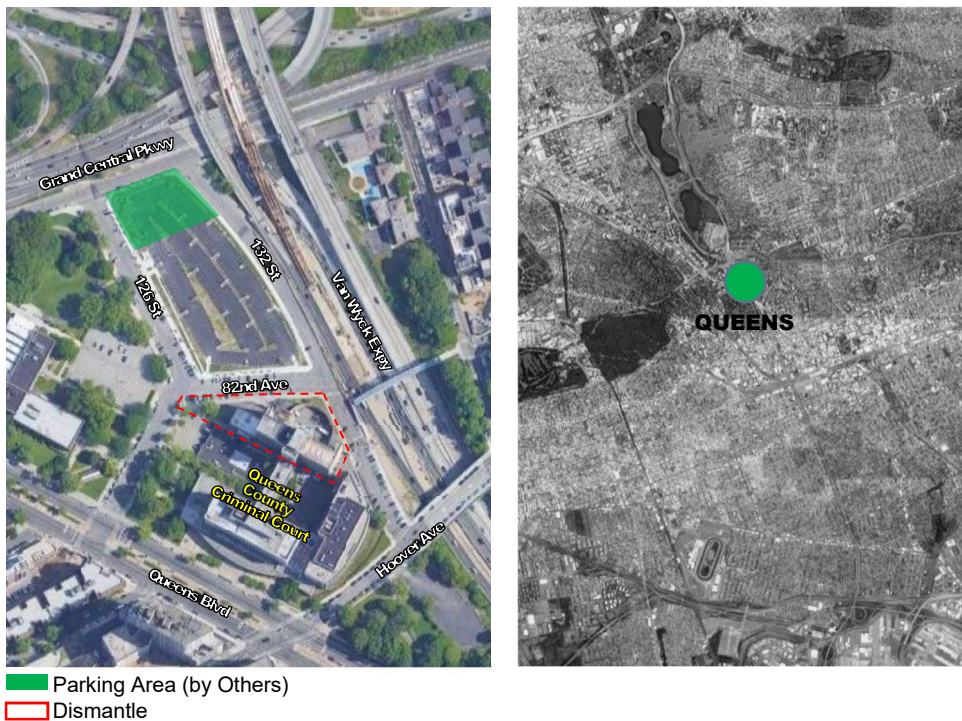 Grand Central Pkwy
132 St
126 St
Van Wyck Expy
82nd Ave
Queens
County
Criminal Court
Hoover Ave
Queens Blvd
QUEENS
Parking Area (by Others)
Dismantle